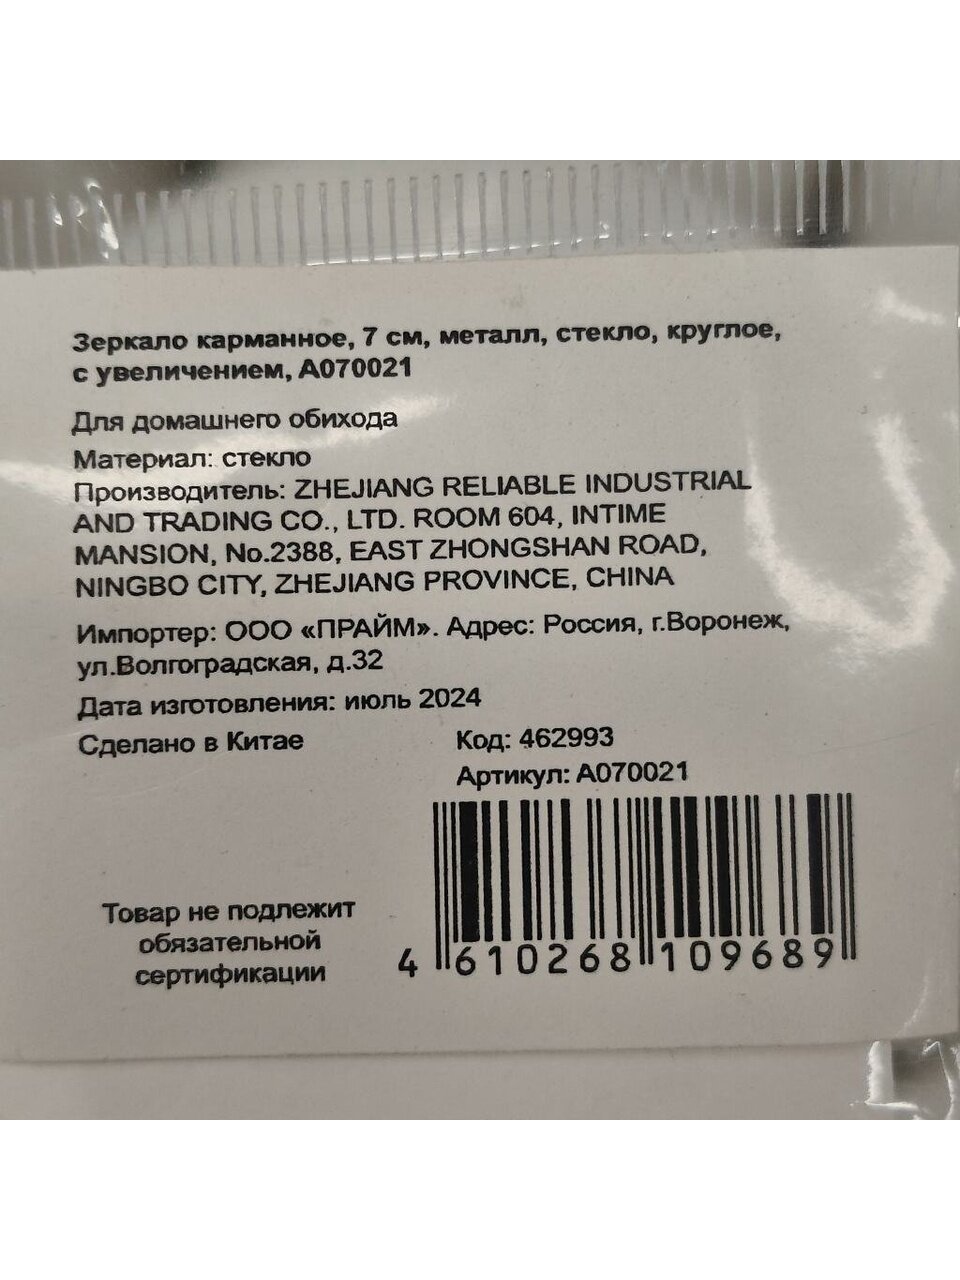 Зеркало карманное, 7 см, металл, стекло, круглое,
с увеличением, A070021
Для домашнего обихода
Материал: стекло
Производитель: ZHEJIANG RELIABLE INDUSTRIAL
AND TRADING CO., LTD. ROOM 604, INTIME
MANSION, No.2388, EAST ZHONGSHAN ROAD,
NINGBO CITY, ZHEJIANG PROVINCE, CHINA
Импортер: ООО «ПРАЙМ». Адрес: Россия, г.Воронеж,
ул.Волгоградская, д.32
Дата изготовления: июль 2024
Сделано в Китае
Код: 462993
Артикул: A070021
Товар не подлежит
обязательной
сертификации
4 610268 109689